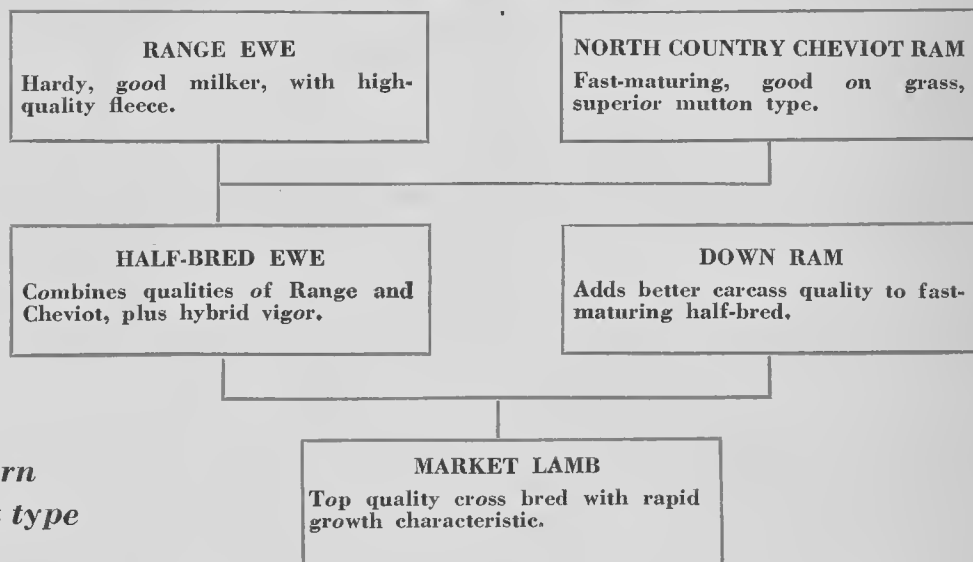 RANGE EWE
Hardy, good milker, with high-
quality fleece.
NORTH COUNTRY CHEVIOT RAM
Fast-maturing, good on grass,
superior mutton type.
HALF-BRED EWE
Combines qualities of Range and
Cheviot, plus hybrid vigor.
DOWN RAM
Adds better carcass quality to fast-
maturing half-bred.
MARKET LAMB
Top quality cross bred with rapid
growth characteristic.
type